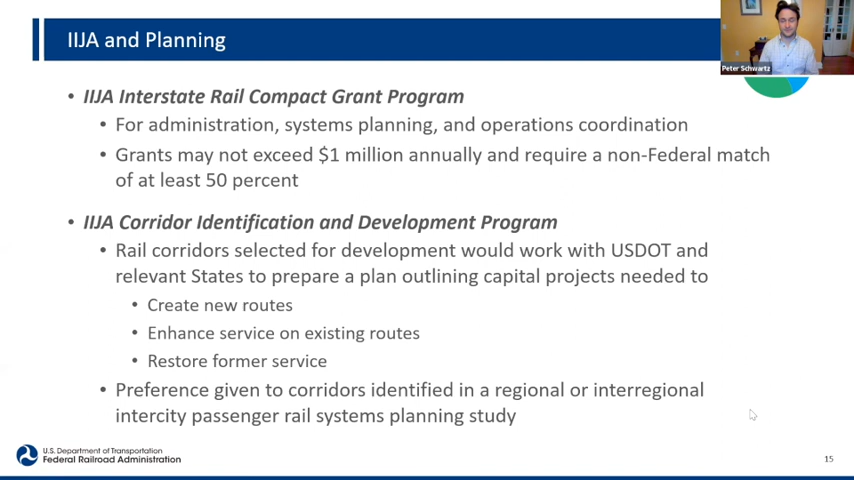 IIJA and Planning
Peter Schwartz
• IIJA Interstate Rail Compact Grant Program
• For administration, systems planning, and operations coordination
• Grants may not exceed $1 million annually and require a non-Federal match
of at least 50 percent
• IIJA Corridor Identification and Development Program
• Rail corridors selected for development would work with USDOT and
relevant States to prepare a plan outlining capital projects needed to
• Create new routes
• Enhance service on existing routes
• Restore former service
• Preference given to corridors identified in a regional or interregional
intercity passenger rail systems planning study
U.S. Department of Transportation
Federal Railroad Administration
15